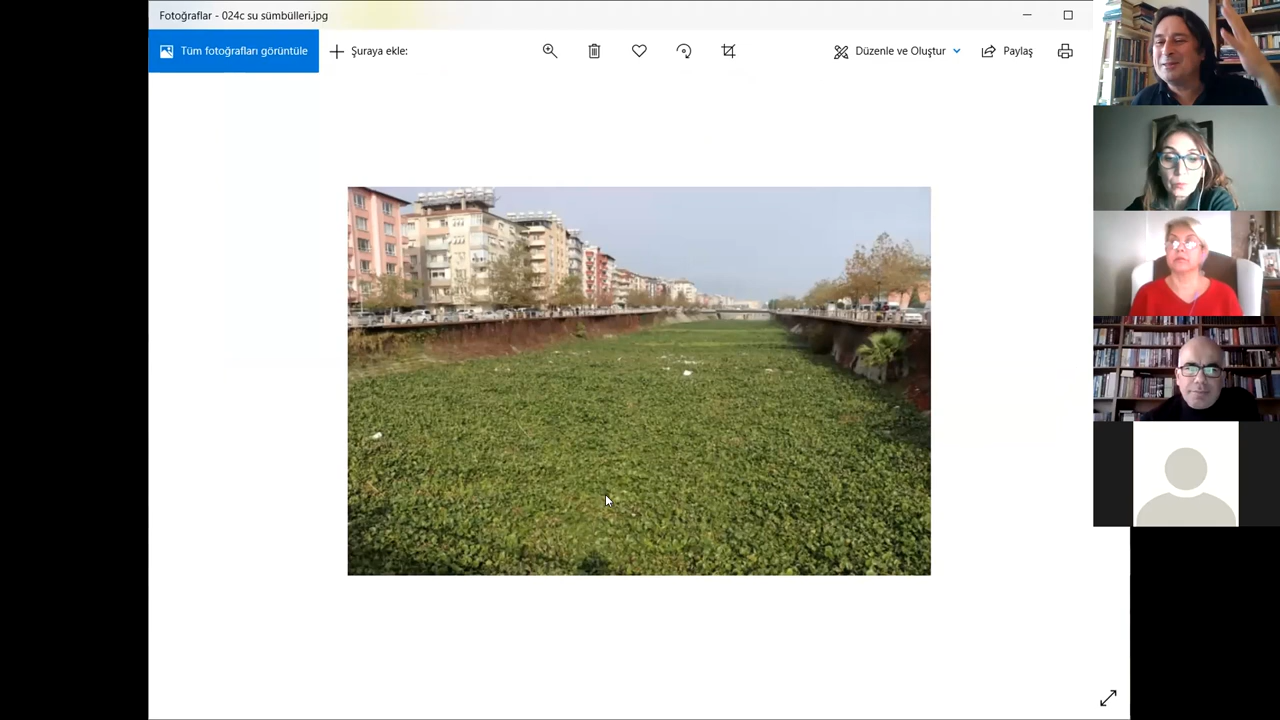 Fotoğraflar - 024c su sümbülleri.jpg
Tüm fotoğrafları görüntüle
Şuraya ekle:
Düzenle ve Oluştur
Paylaş